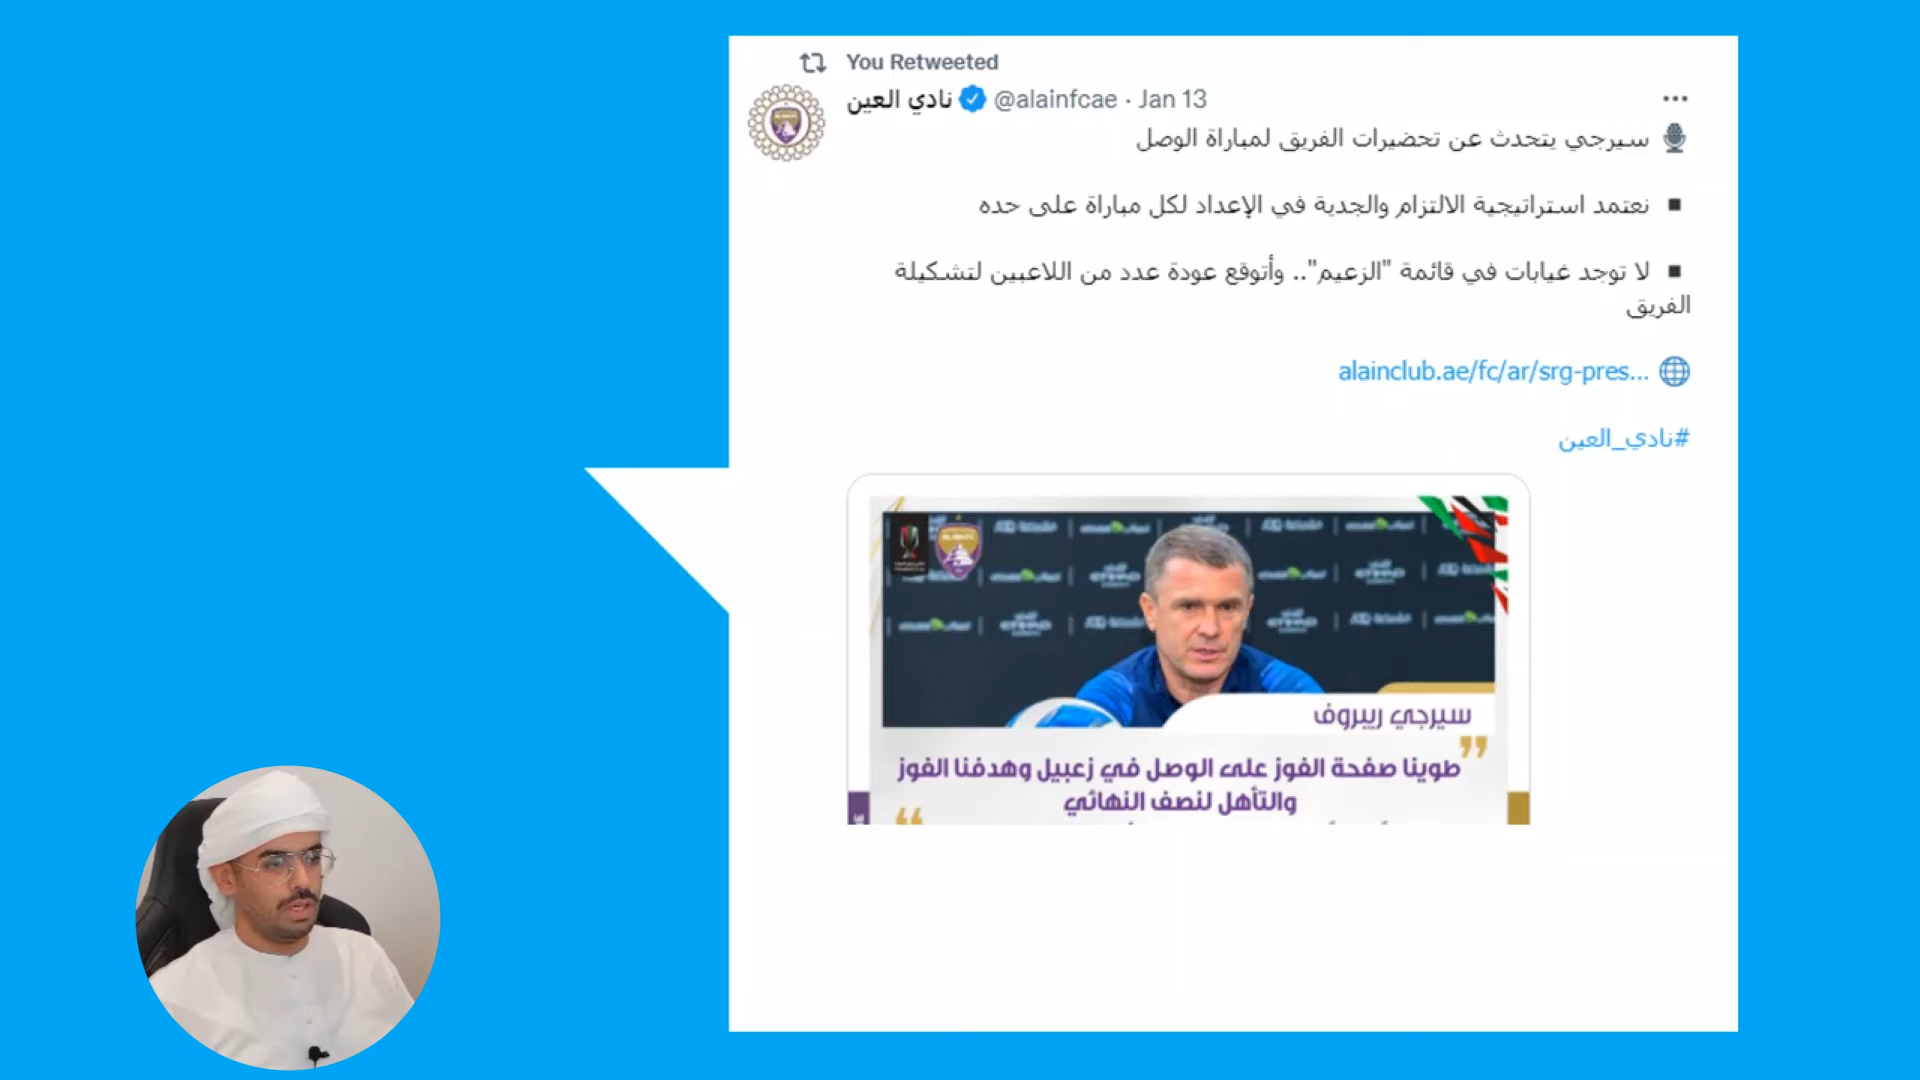 You Retweeted
نادي العين @alainfcae · Jan 13
سيرجي يتحدث عن تحضيرات الفريق لمباراة الوصل
▪ نعتمد استراتيجية الالتزام والجدية في الإعداد لكل مباراة على حده
▪ لا توجد غيابات في قائمة "الزعيم".. وأتوقع عودة عدد من اللاعبين لتشكيلة
الفريق
alainclub.ae/fc/ar/srg-pres...
#نادي_العين
سيرجي ريبروف
"طوينا صفحة الفوز على الوصل في زعبيل وهدفنا الفوز
والتأهل لنصف النهائي"